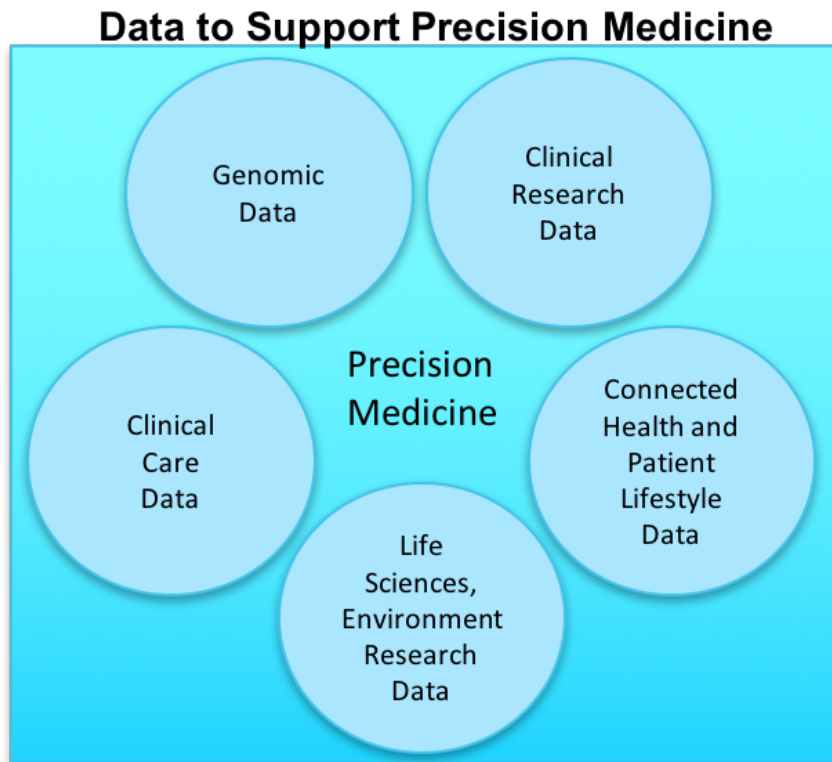 Data to Support Precision Medicine
Genomic
Data
Clinical
Research
Data
Precision
Medicine
Clinical
Care
Data
Connected
Health and
Patient
Lifestyle
Data
Life
Sciences,
Environment
Research
Data